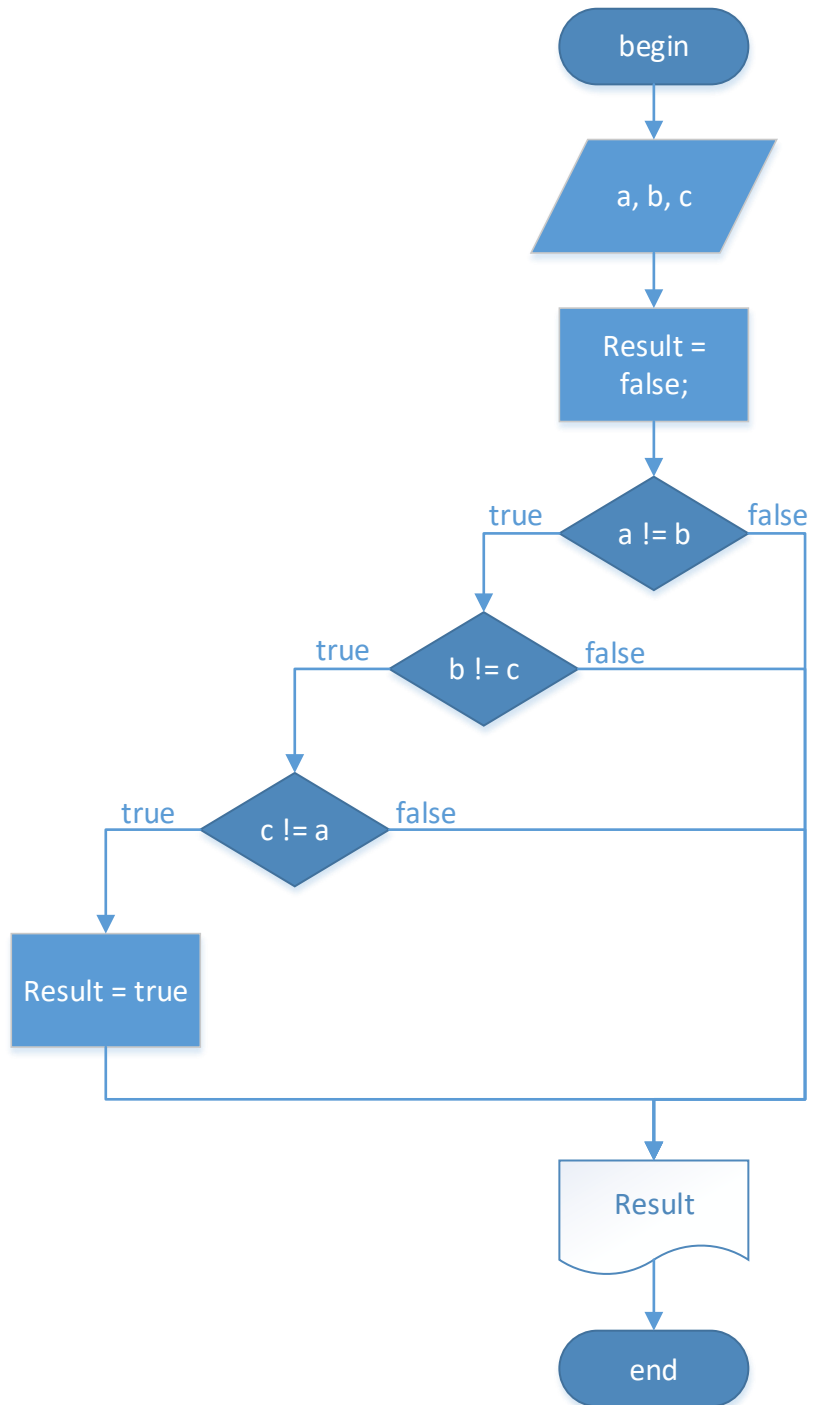 begin
a, b, c
Result =
false;
true
a != b
false
true
b != c
false
true
c != a
false
Result = true
Result
end